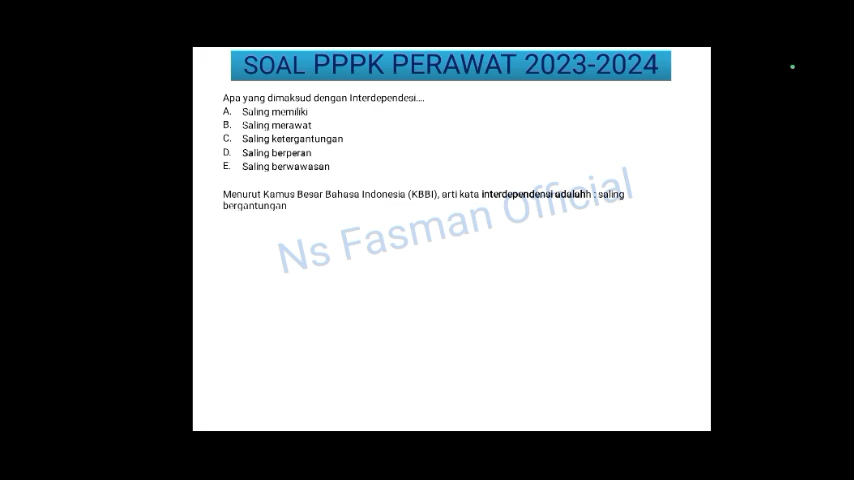 SOAL PPPK PERAWAT 2023-2024
Apa yang dimaksud dengan Interdependesi....
A. Saling memiliki
B. Saling merawat
C. Saling ketergantungan
D. Saling berperan
E. Saling berwawasan
Menurut Kamus Besar Bahasa Indonesia (KBBI), arti kata interdependensi adalahh : saling
bergantungan
Ns Fasman Official